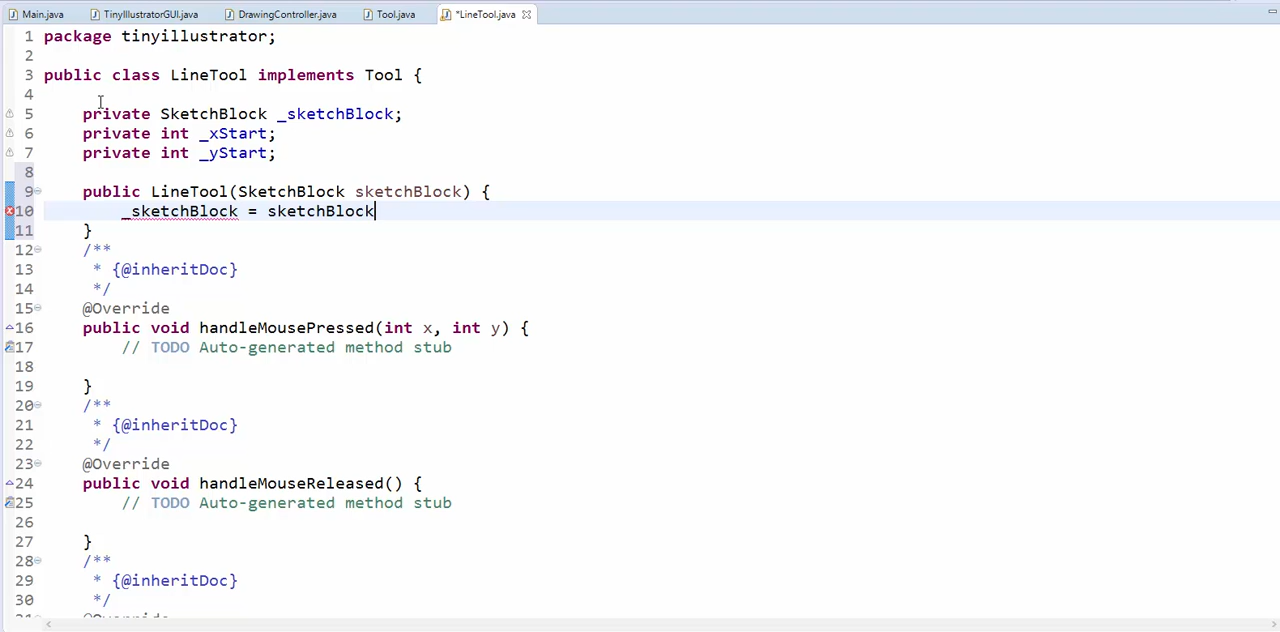 Main.java TinyIllustratorGUI.java DrawingController.java Tool.java *LineTool.java
1 package tinyillustrator;
2
3 public class LineTool implements Tool {
4
5 private SketchBlock _sketchBlock;
6 private int _xStart;
7 private int _yStart;
8
9 public LineTool(SketchBlock sketchBlock) {
10 _sketchBlock = sketchBlock
11 }
12 /**
13 * {@inheritDoc}
14 */
15 @Override
16 public void handleMousePressed(int x, int y) {
17 // TODO Auto-generated method stub
18
19 }
20 /**
21 * {@inheritDoc}
22 */
23 @Override
24 public void handleMouseReleased() {
25 // TODO Auto-generated method stub
26
27 }
28 /**
29 * {@inheritDoc}
30 */